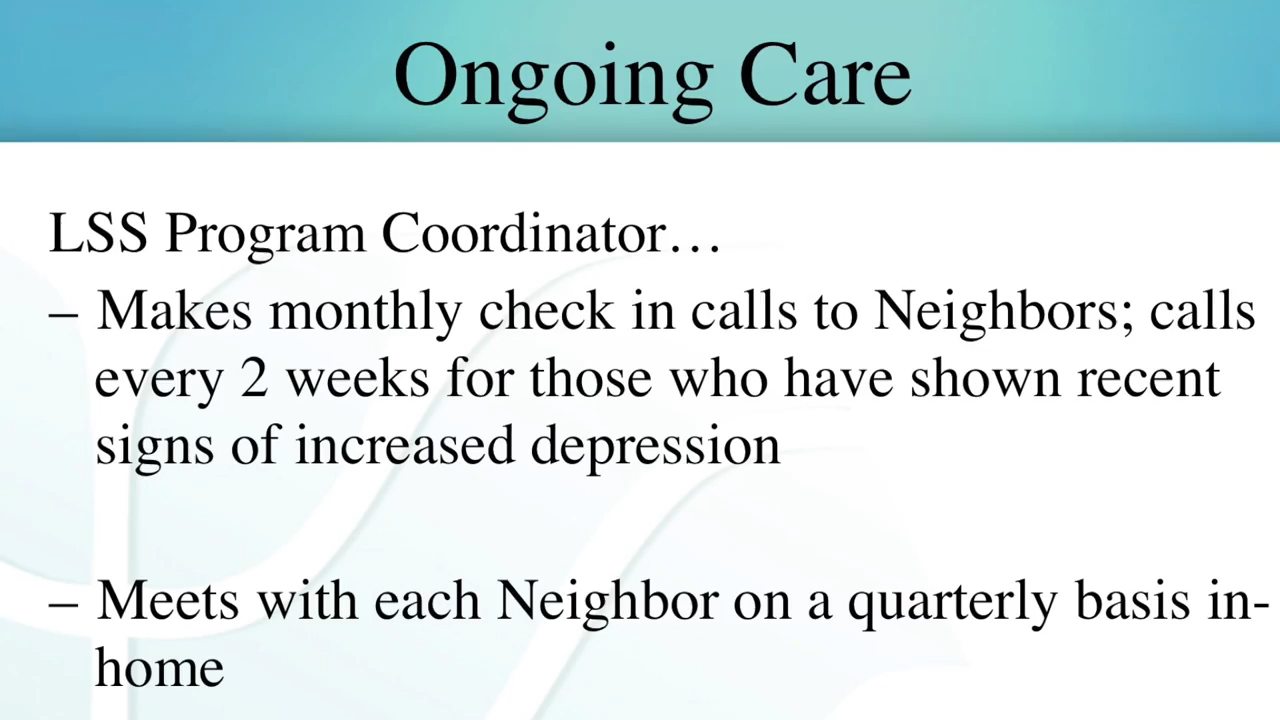 Ongoing Care
LSS Program Coordinator…
– Makes monthly check in calls to Neighbors; calls
every 2 weeks for those who have shown recent
signs of increased depression
– Meets with each Neighbor on a quarterly basis in-
home